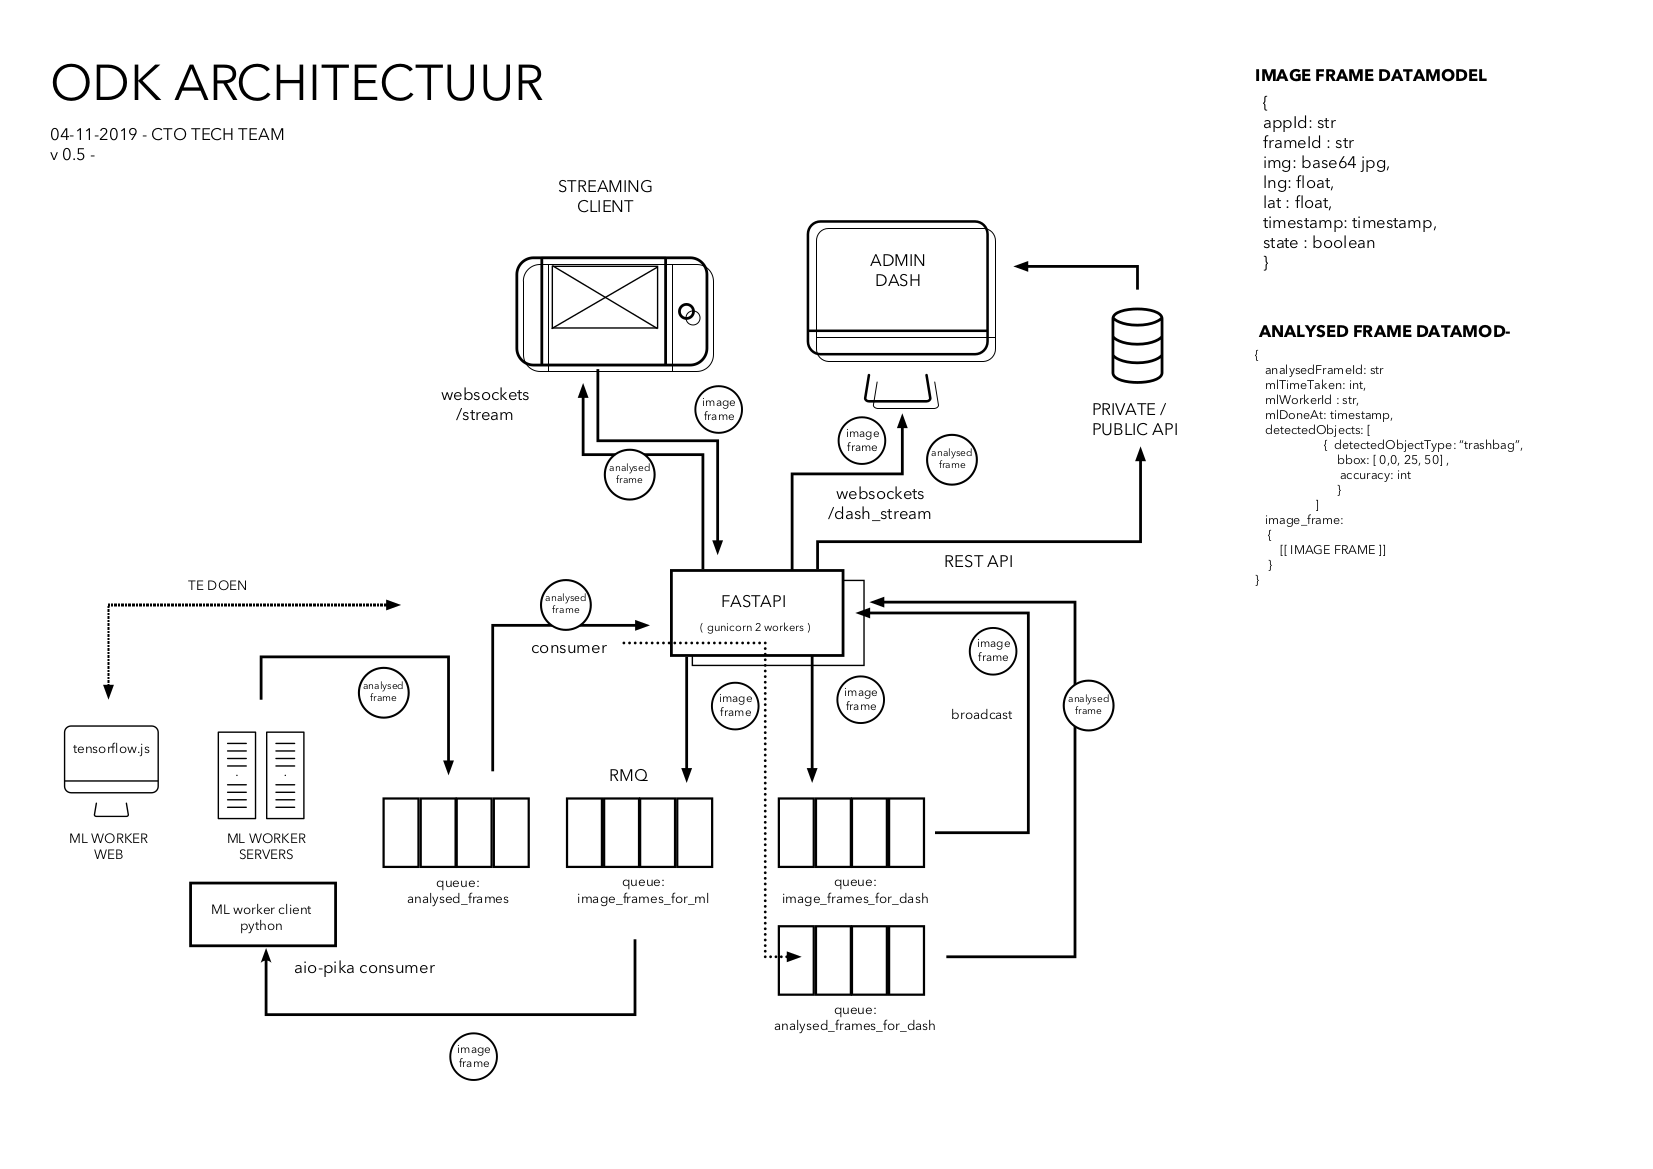 ODK ARCHITECTUUR
04-11-2019 - CTO TECH TEAM
v 0.5 -
IMAGE FRAME DATAMODEL
{
appId: str
frameId : str
img: base64 jpg,
lng: float,
lat : float,
timestamp: timestamp,
state : boolean
}
ANALYSED FRAME DATAMOD-
{
analysedFrameId: str
mlTimeTaken: int,
mlWorkerId : str,
mlDoneAt: timestamp,
detectedObjects: [
{ detectedObjectType: “trashbag”,
bbox: [ 0,0, 25, 50] ,
accuracy: int
}
]
image_frame:
{
[[ IMAGE FRAME ]]
}
}
STREAMING
CLIENT
ADMIN
DASH
websockets
/stream
image
frame
analysed
frame
image
frame
analysed
frame
websockets
/dash_stream
PRIVATE /
PUBLIC API
REST API
TE DOEN
analysed
frame
consumer
FASTAPI
( gunicorn 2 workers )
image
frame
analysed
frame
image
frame
image
frame
broadcast
analysed
frame
tensorflow.js
ML WORKER
WEB
ML WORKER
SERVERS
RMQ
queue:
analysed_frames
queue:
image_frames_for_ml
queue:
image_frames_for_dash
ML worker client
python
aio-pika consumer
queue:
analysed_frames_for_dash
image
frame